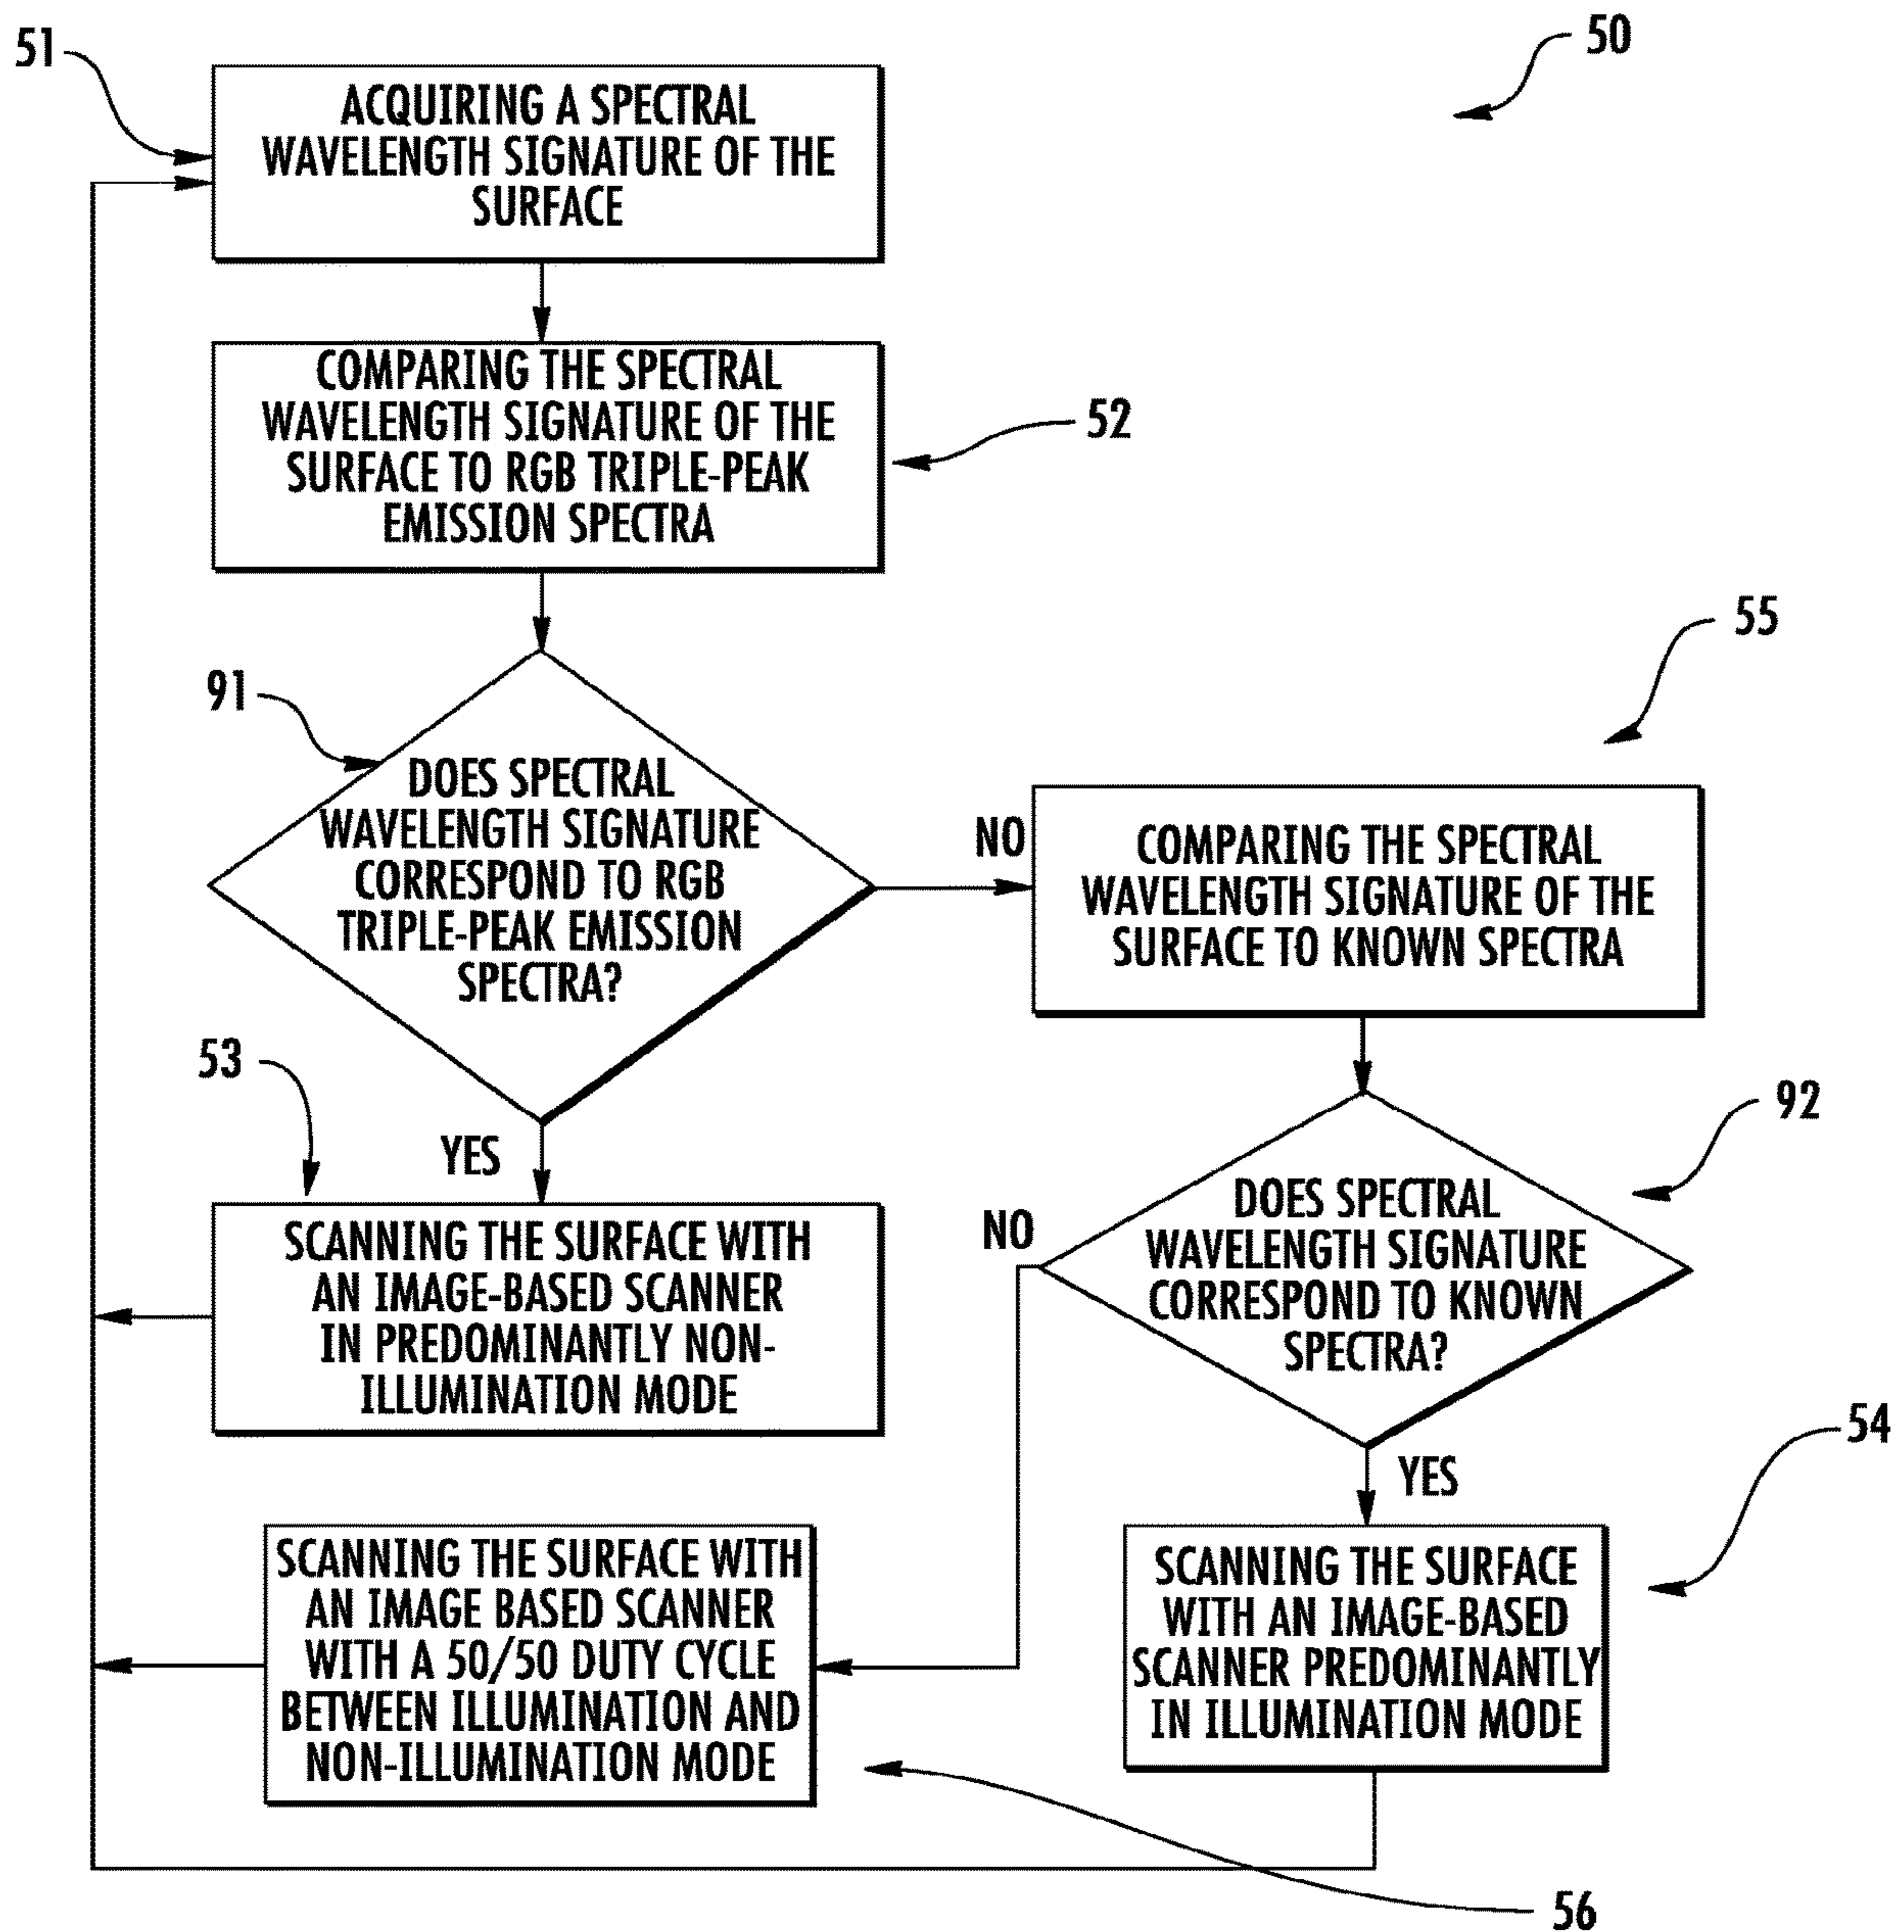 51
50
ACQUIRING A SPECTRAL
WAVELENGTH SIGNATURE OF THE
SURFACE
COMPARING THE SPECTRAL
WAVELENGTH SIGNATURE OF THE
SURFACE TO RGB TRIPLE-PEAK
EMISSION SPECTRA
52
55
91
DOES SPECTRAL
WAVELENGTH SIGNATURE
CORRESPOND TO RGB
TRIPLE-PEAK EMISSION
SPECTRA?
NO
COMPARING THE SPECTRAL
WAVELENGTH SIGNATURE OF THE
SURFACE TO KNOWN SPECTRA
53
YES
92
NO
DOES SPECTRAL
WAVELENGTH SIGNATURE
CORRESPOND TO KNOWN
SPECTRA?
SCANNING THE SURFACE WITH
AN IMAGE-BASED SCANNER
IN PREDOMINANTLY NON-
ILLUMINATION MODE
54
YES
SCANNING THE SURFACE WITH
AN IMAGE BASED SCANNER
WITH A 50/50 DUTY CYCLE
BETWEEN ILLUMINATION AND
NON-ILLUMINATION MODE
SCANNING THE SURFACE
WITH AN IMAGE-BASED
SCANNER PREDOMINANTLY
IN ILLUMINATION MODE
56